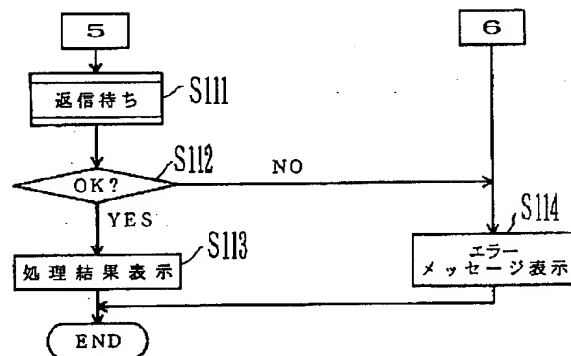 5
6
返信待ち
S111
OK?
S112
NO
YES
処理結果表示
S113
エラー
メッセージ表示
S114
END